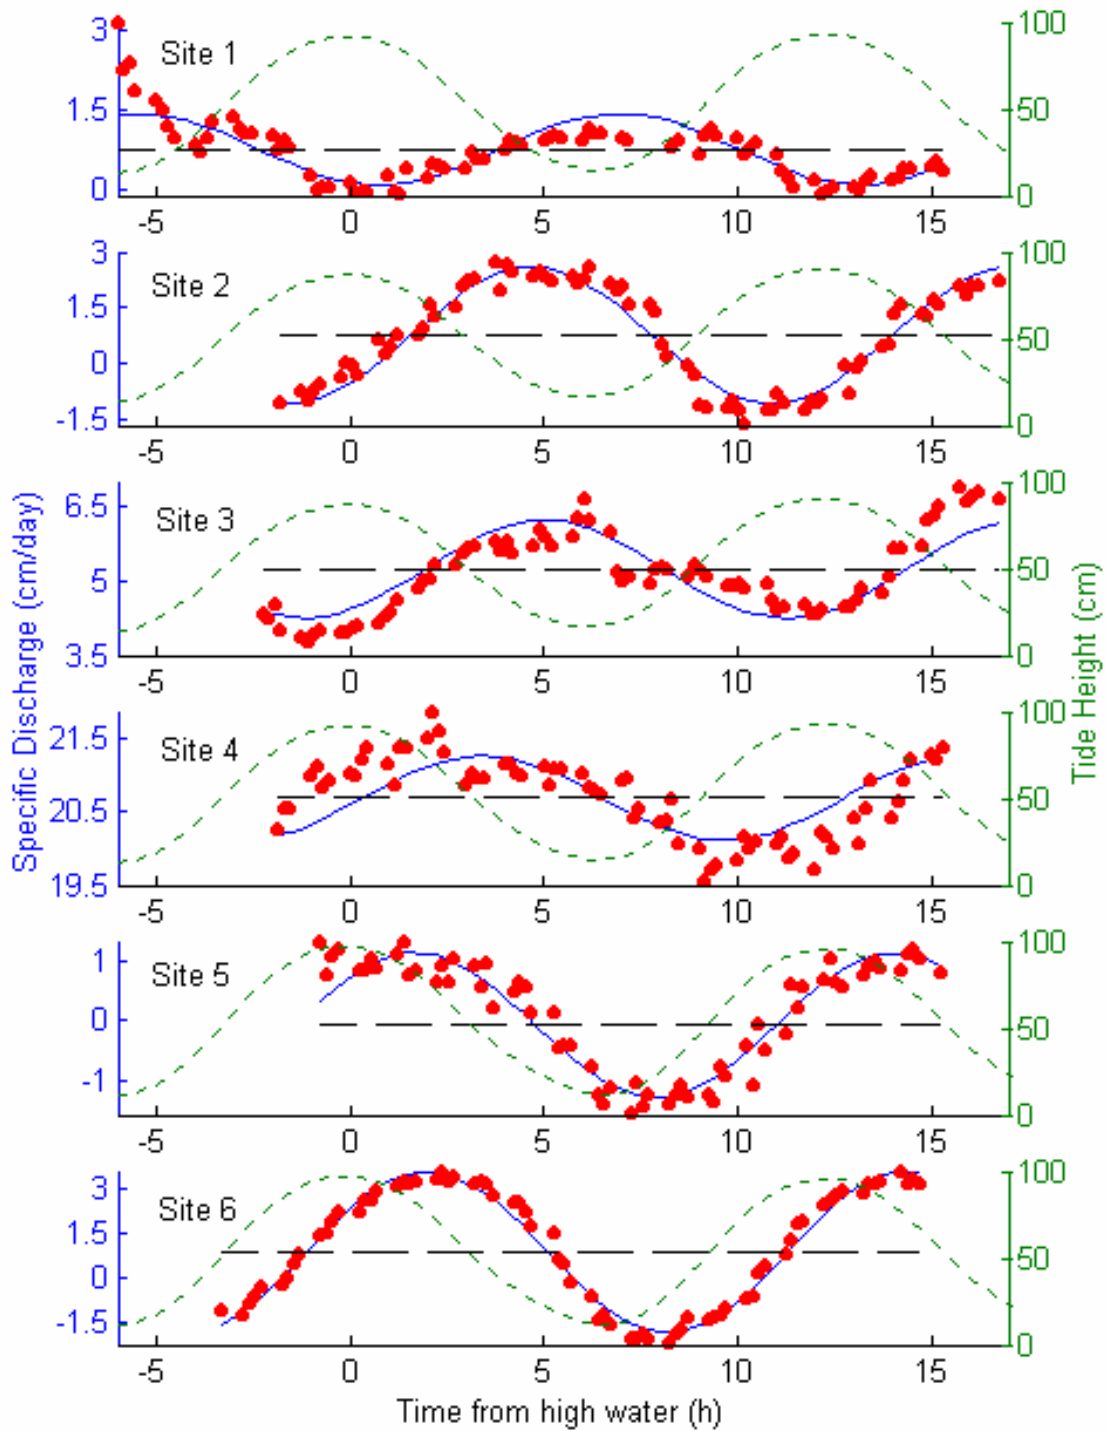 3 Site 1 100
1.5 50
0 0
-5 0 5 10 15
3 Site 2 100
1.5 50
0
-1.5 0
-5 0 5 10 15
6.5 Site 3 100
5 50
3.5 0
-5 0 5 10 15
21.5 Site 4 100
20.5 50
19.5 0
-5 0 5 10 15
1 Site 5 100
0 50
-1 0
-5 0 5 10 15
3 Site 6 100
1.5 50
0
-1.5 0
-5 0 5 10 15
Time from high water (h)
Specific Discharge (cm/day)
Tide Height (cm)